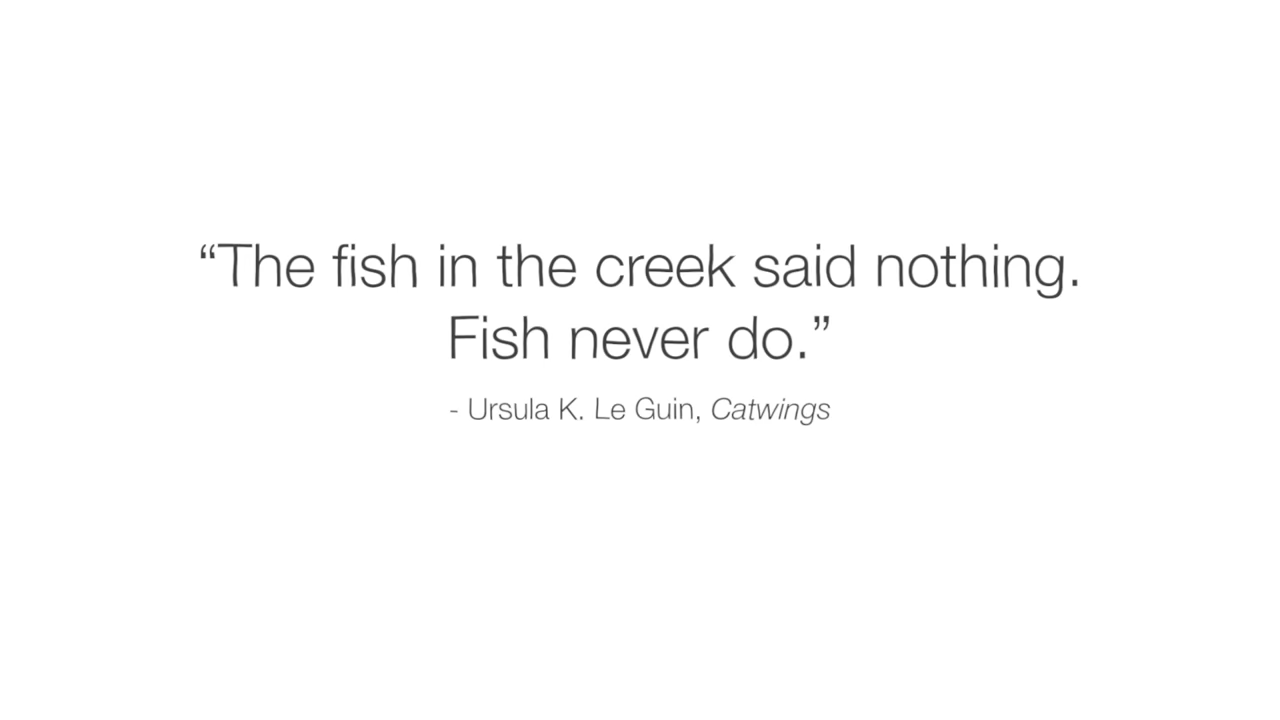 “The fish in the creek said nothing.
Fish never do.”
- Ursula K. Le Guin, Catwings